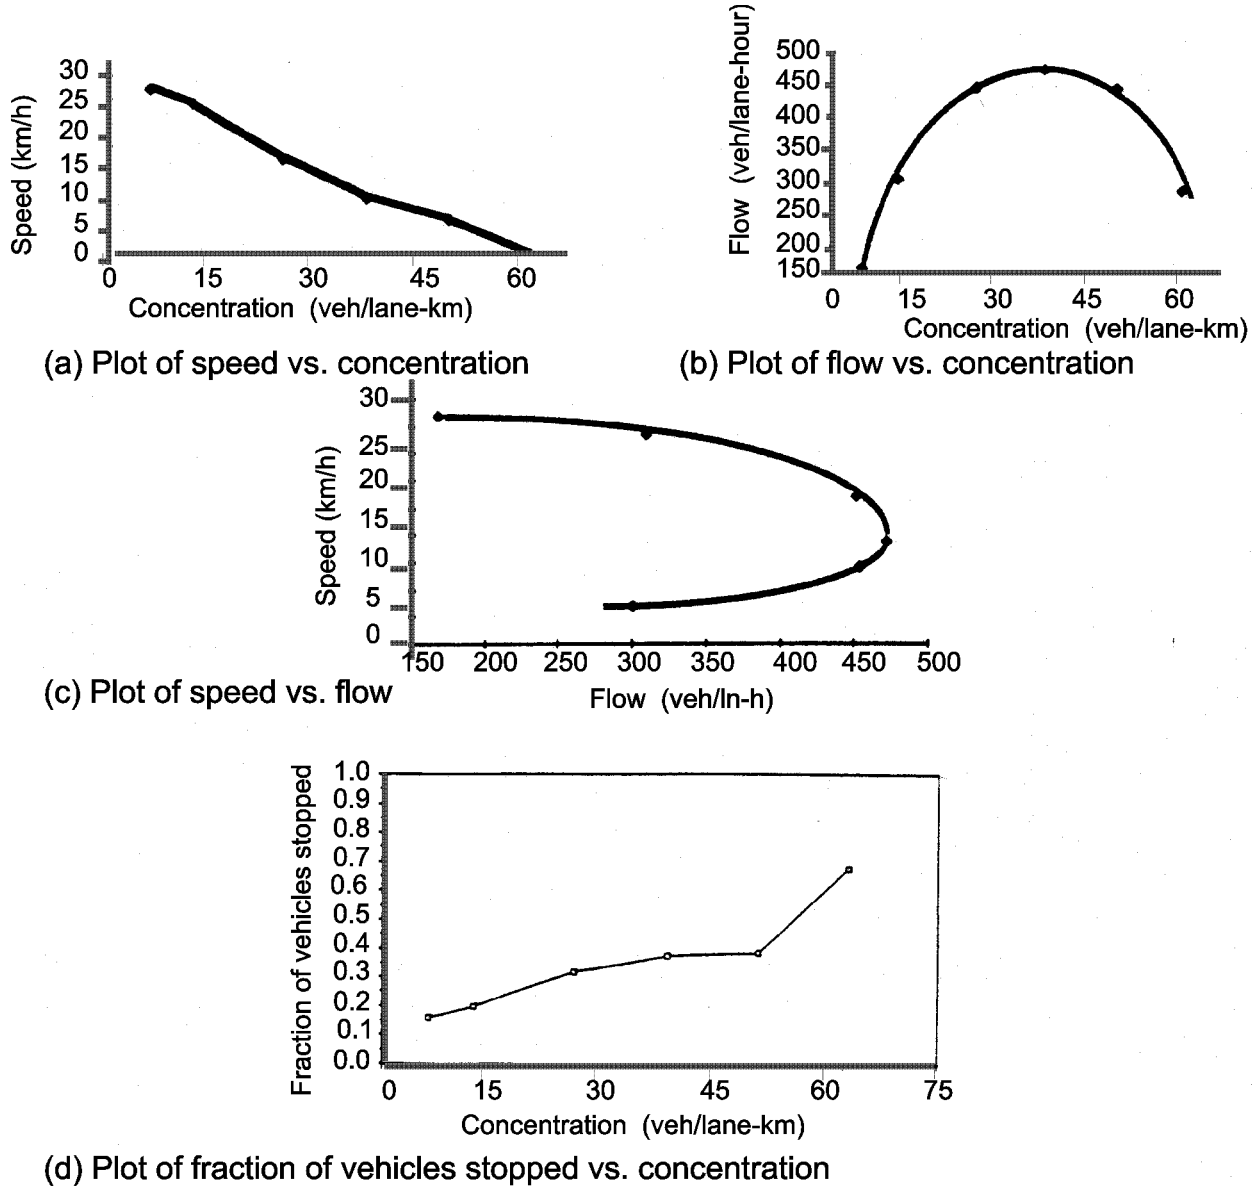 30
25
20
15
10
5
0
Speed (km/h)
0 15 30 45 60
Concentration (veh/lane-km)
(a) Plot of speed vs. concentration
500
450
400
350
300
250
200
150
Flow (veh/lane-hour)
0 15 30 45 60
Concentration (veh/lane-km)
(b) Plot of flow vs. concentration
30
25
20
15
10
5
0
Speed (km/h)
150 200 250 300 350 400 450 500
Flow (veh/ln-h)
(c) Plot of speed vs. flow
1.0
0.9
0.8
0.7
0.6
0.5
0.4
0.3
0.2
0.1
0.0
Fraction of vehicles stopped
0 15 30 45 60 75
Concentration (veh/lane-km)
(d) Plot of fraction of vehicles stopped vs. concentration